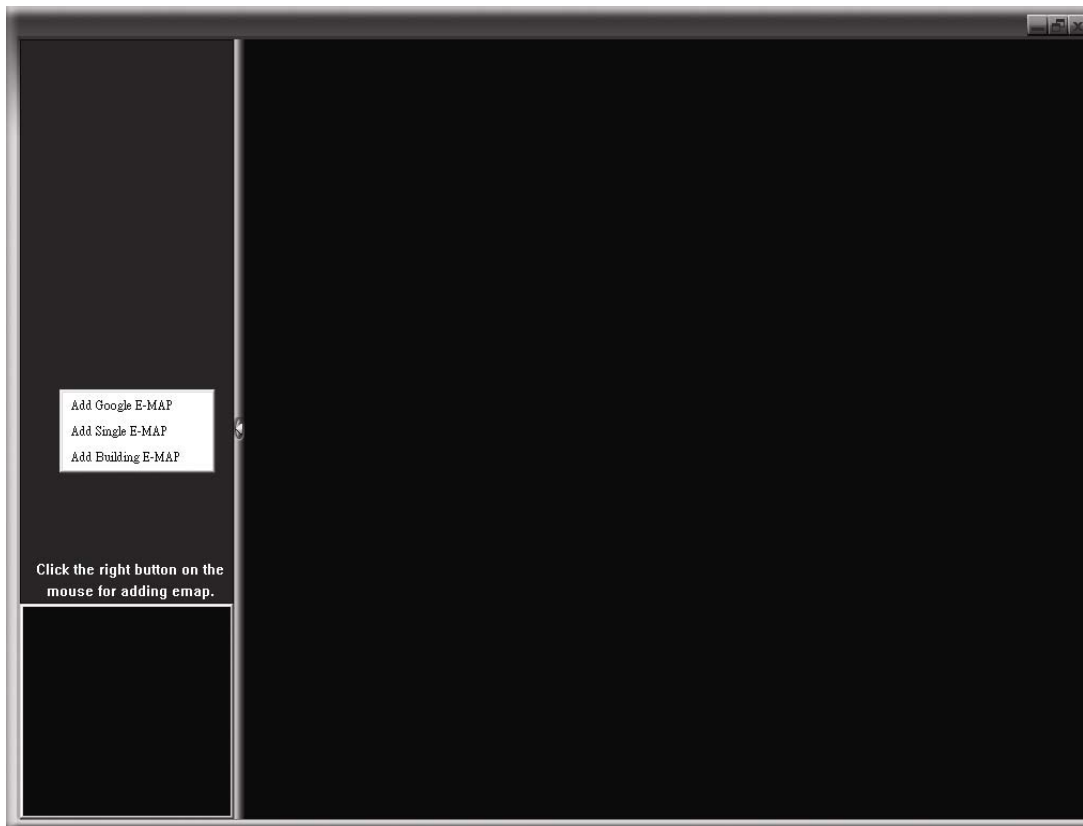 Add Google E-MAP
Add Single E-MAP
Add Building E-MAP
Click the right button on the
mouse for adding emap.